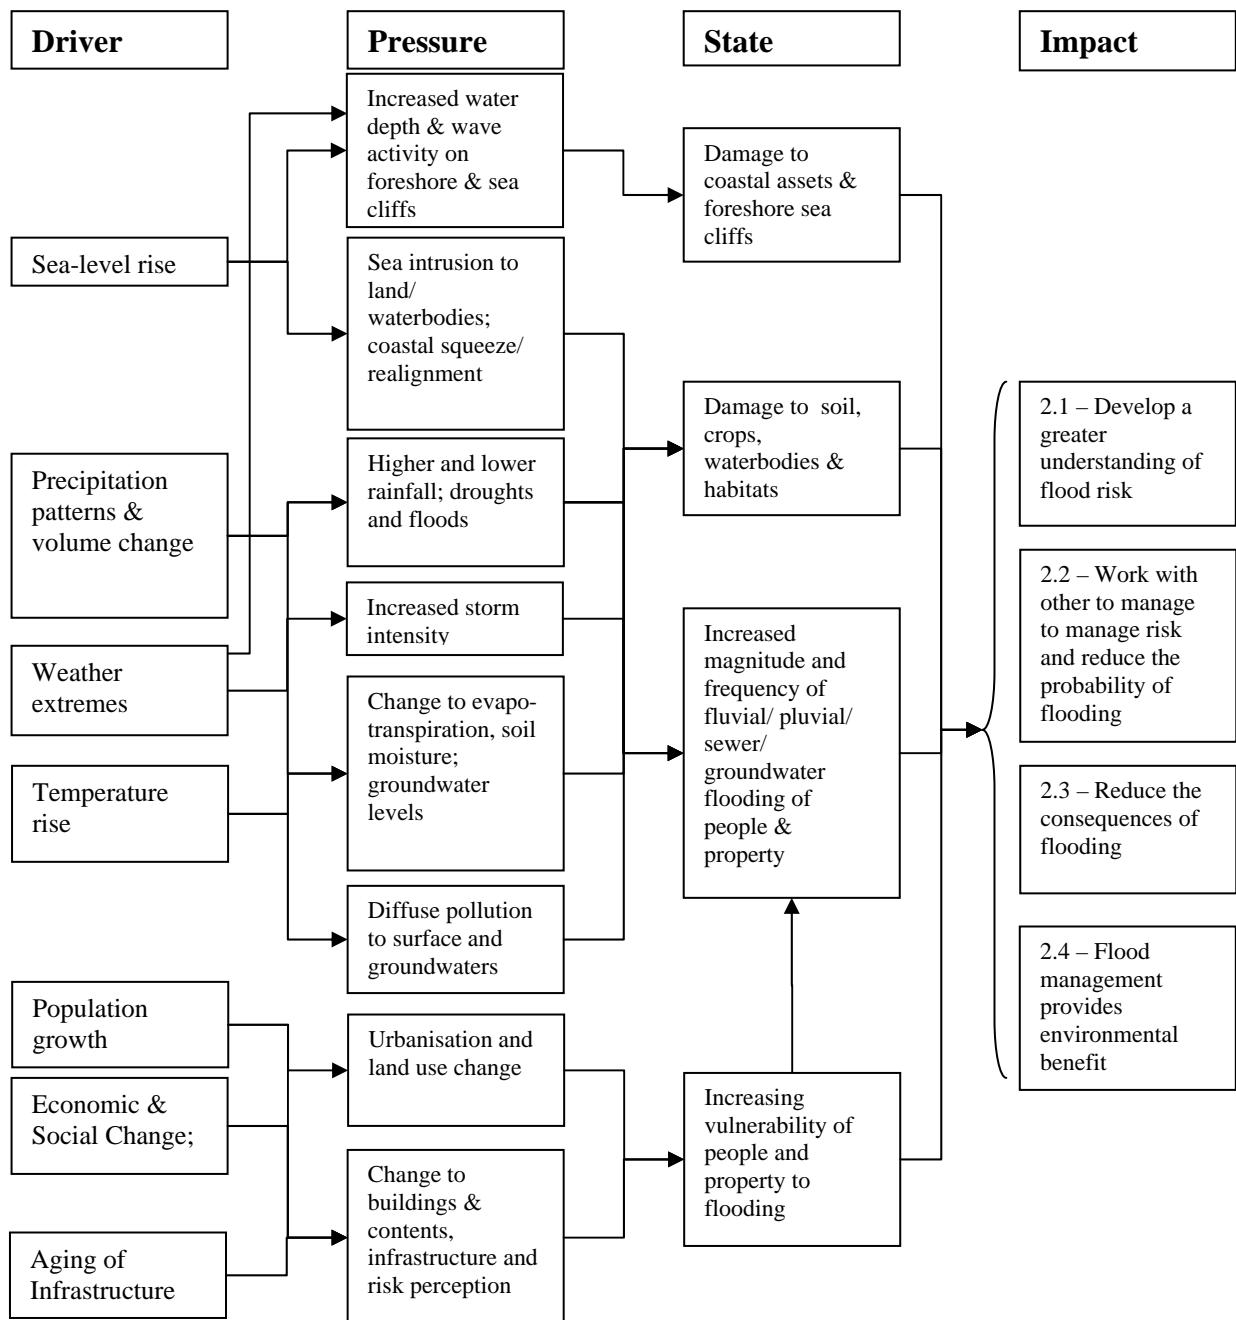 Driver
Pressure
State
Impact
Increased water
depth & wave
activity on
foreshore & sea
cliffs
Damage to
coastal assets &
foreshore sea
cliffs
Sea-level rise
Sea intrusion to
land/
waterbodies;
coastal squeeze/
realignment
Precipitation
patterns &
volume change
Higher and lower
rainfall; droughts
and floods
Damage to  soil,
crops,
waterbodies &
habitats
2.1 – Develop a
greater
understanding of
flood risk
2.2 – Work with
other to manage
to manage risk
and reduce the
probability of
flooding
Increased storm
intensity
Weather
extremes
Increased
magnitude and
frequency of
fluvial/ pluvial/
sewer/
groundwater
flooding of
people &
property
Change to evapo-
transpiration, soil
moisture;
groundwater
levels
Temperature
rise
2.3 – Reduce the
consequences of
flooding
Diffuse pollution
to surface and
groundwaters
2.4 – Flood
management
provides
environmental
benefit
Population
growth
Urbanisation and
land use change
Economic &
Social Change;
Increasing
vulnerability of
people and
property to
flooding
Change to
buildings &
contents,
infrastructure and
risk perception
Aging of
Infrastructure